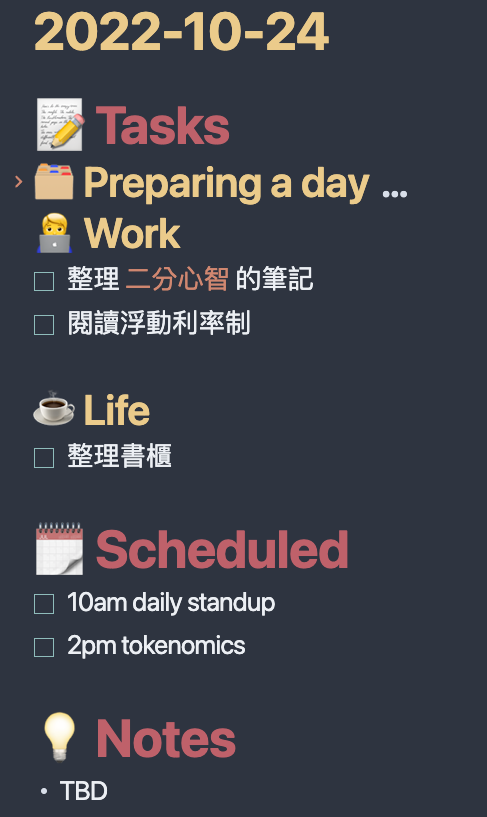 2022-10-24
Tasks
Preparing a day ...
Work
整理 二分心智 的筆記
閱讀浮動利率制
Life
整理書櫃
Scheduled
10am daily standup
2pm tokenomics
Notes
• TBD